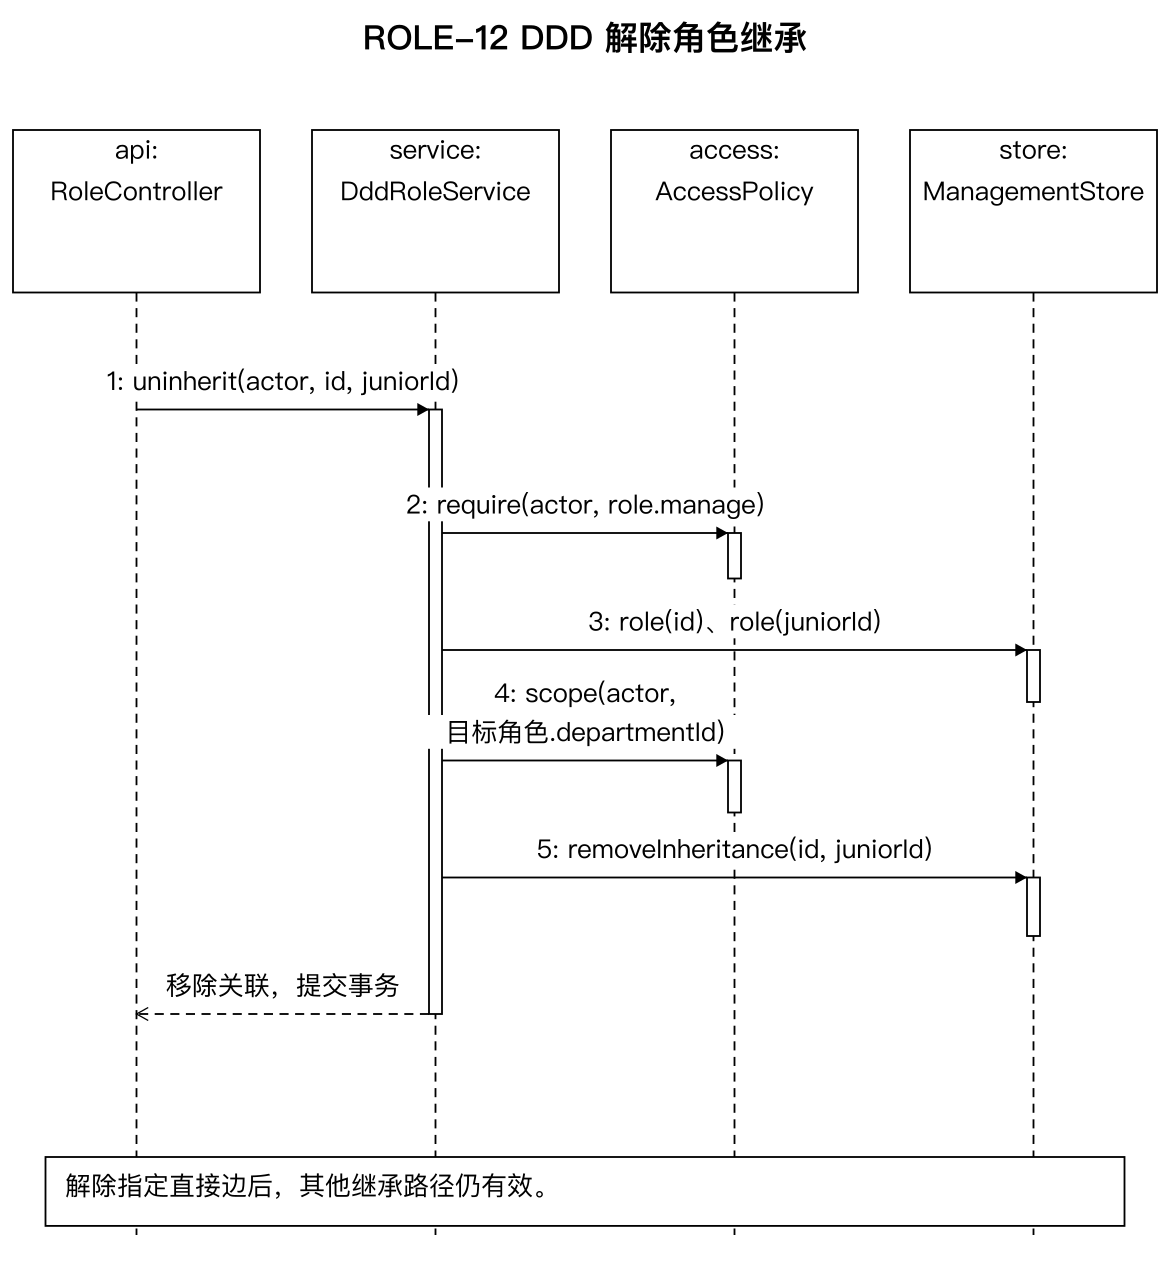 ROLE-12 DDD 解除角色继承
api:
RoleController
service:
DddRoleService
access:
AccessPolicy
store:
ManagementStore
1: uninherit(actor, id, juniorId)
2: require(actor, role.manage)
3: role(id)、role(juniorId)
4: scope(actor,
目标角色.departmentId)
5: removeInheritance(id, juniorId)
移除关联，提交事务
解除指定直接边后，其他继承路径仍有效。